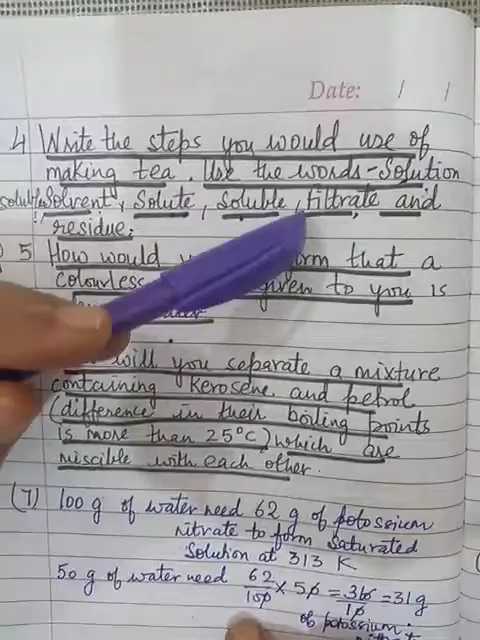 Date: / /
4 Write the steps you would use of
making tea. Use the words - Solution
Solvent, Solute, Soluble, filtrate and
residue.
5 How would that a
colourless given to you is
will you separate a mixture
containing kerosene and petrol
(difference in their boiling points
is more than 25°C) which are
miscible with each other.
(7) 100 g of water need 62 g of potassium
nitrate to form saturated
Solution at 313 K
50 g of water need 62/100 × 50 = 310/10 = 31g
of potassium